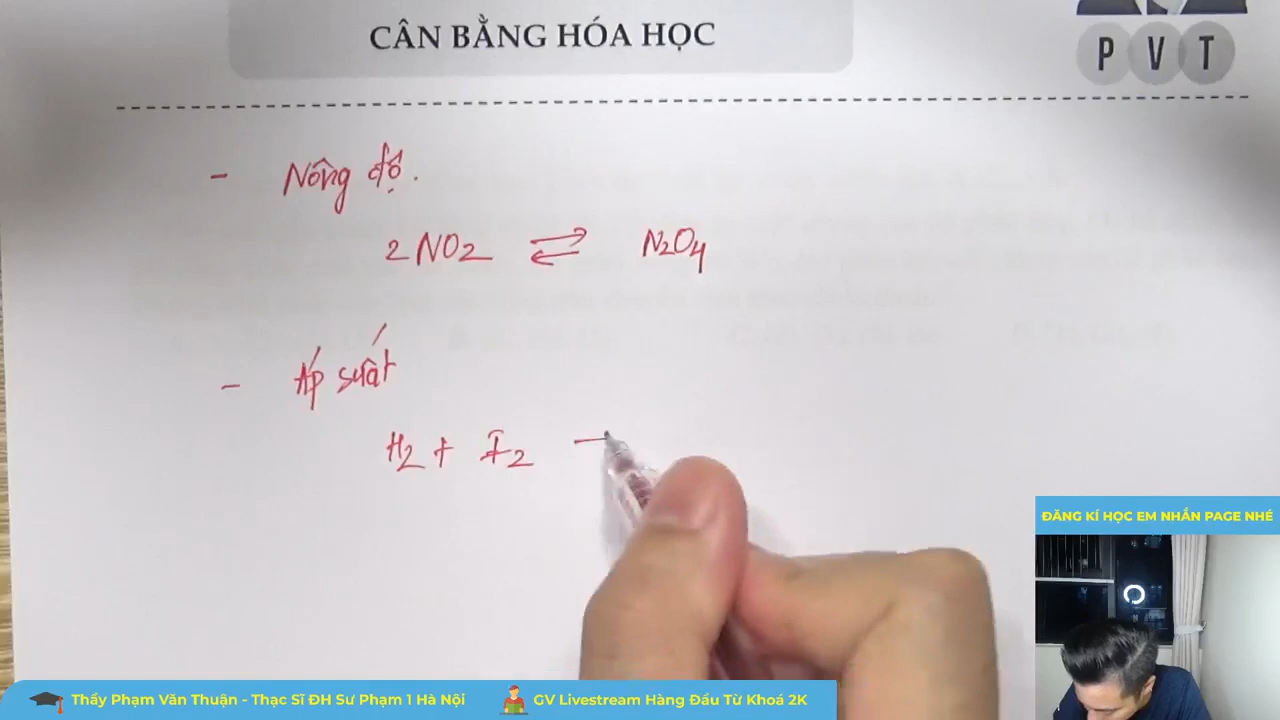 CÂN BẰNG HÓA HỌC
P V T
- Nồng độ.
2NO2 ⇌ N2O4
- Áp suất
H2 + I2 —
ĐĂNG KÍ HỌC EM NHẮN PAGE NHÉ
Thầy Phạm Văn Thuận - Thạc Sĩ ĐH Sư Phạm 1 Hà Nội
GV Livestream Hàng Đầu Từ Khoá 2K